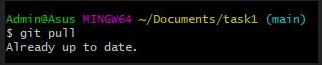 Admin@Asus MINGW64 ~/Documents/task1 (main)
$ git pull
Already up to date.